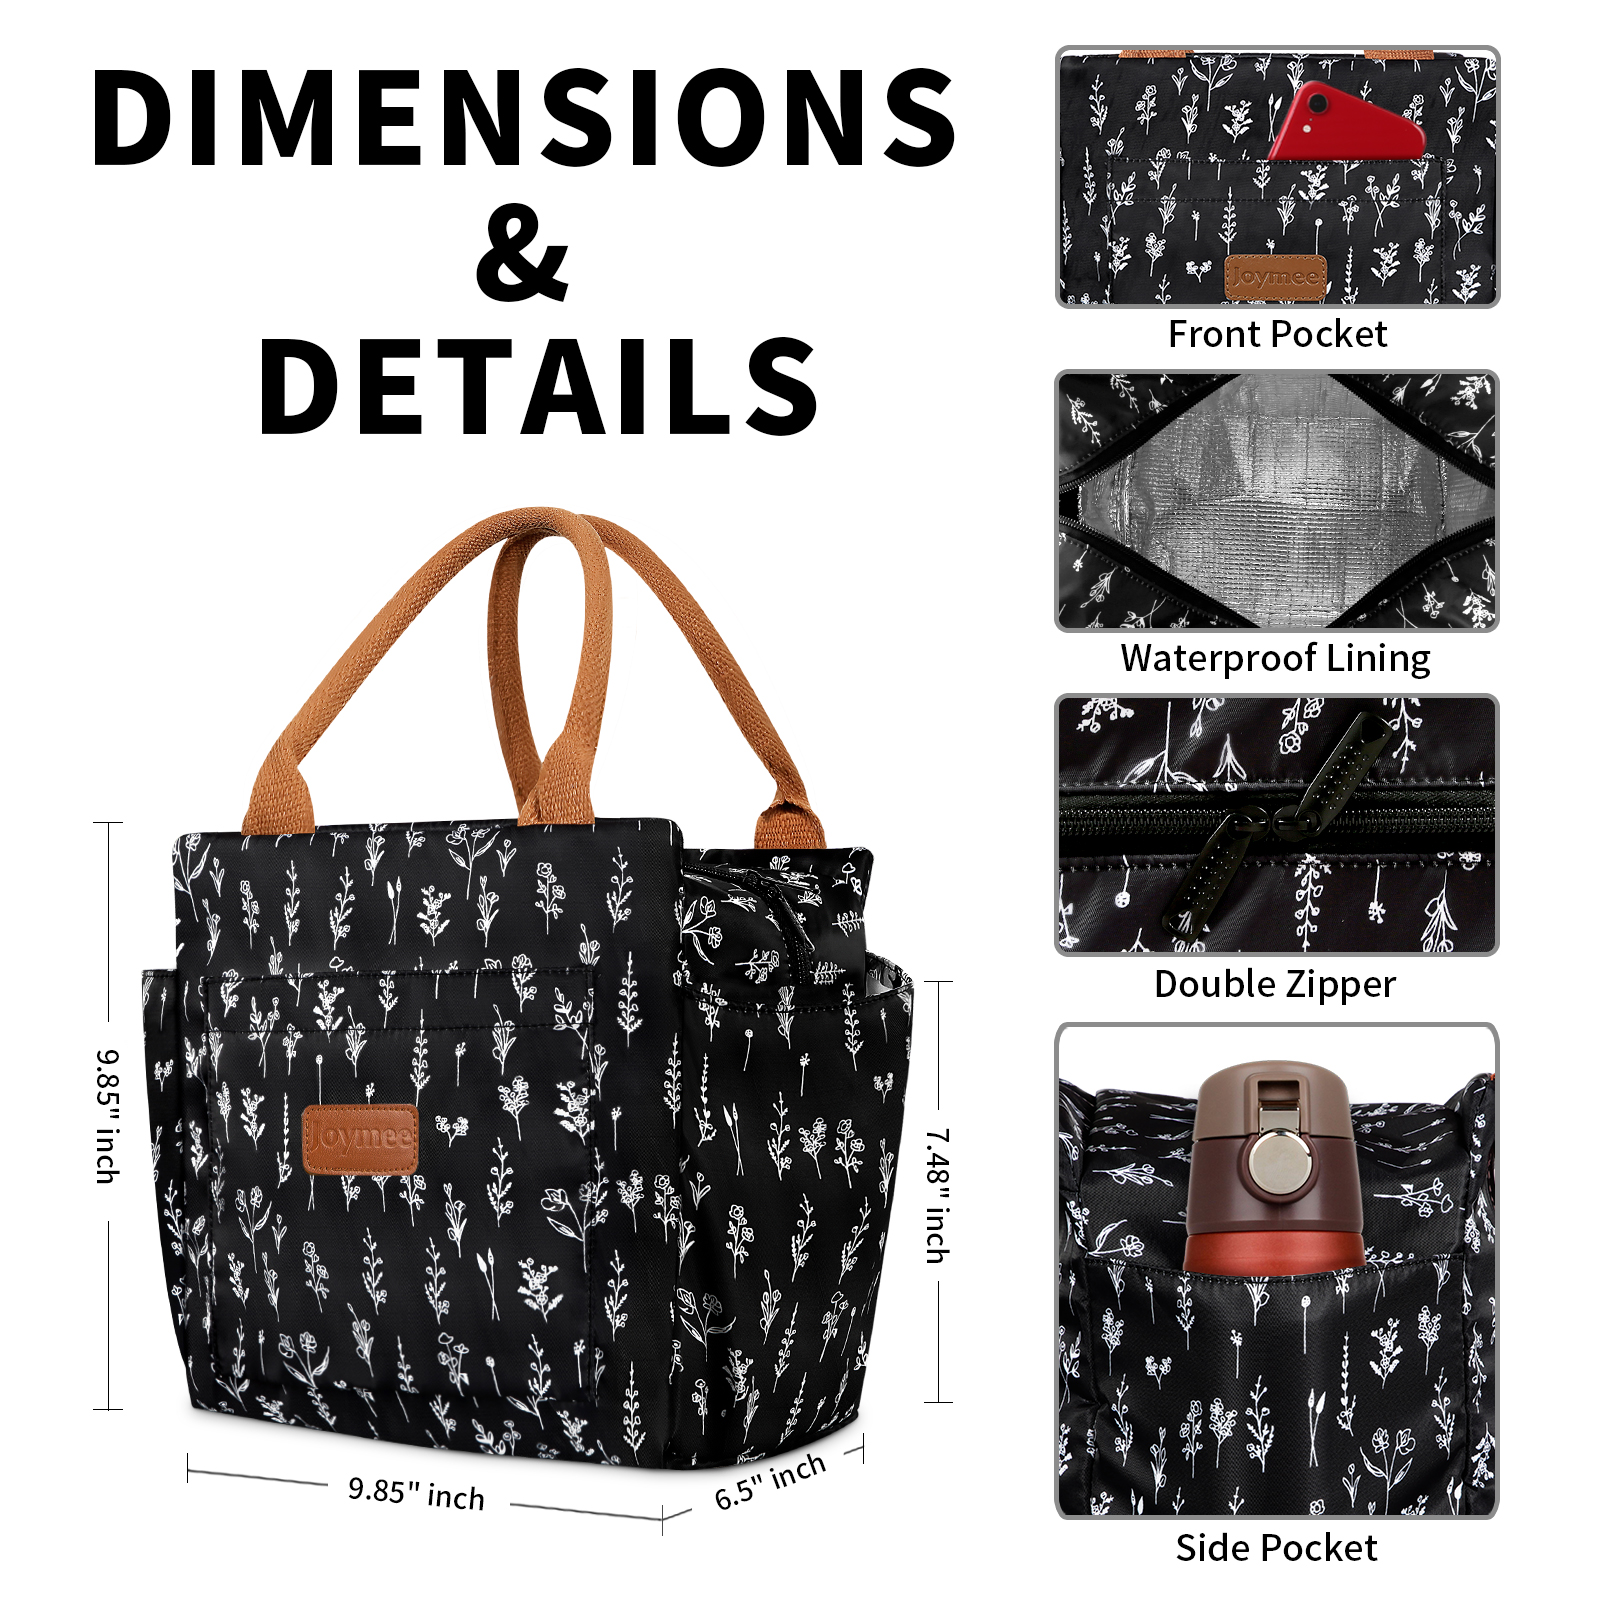 DIMENSIONS
&
DETAILS
Joymee
9.85" inch
7.48" inch
9.85" inch
6.5" inch
Joymee
Front Pocket
Waterproof Lining
Double Zipper
Side Pocket